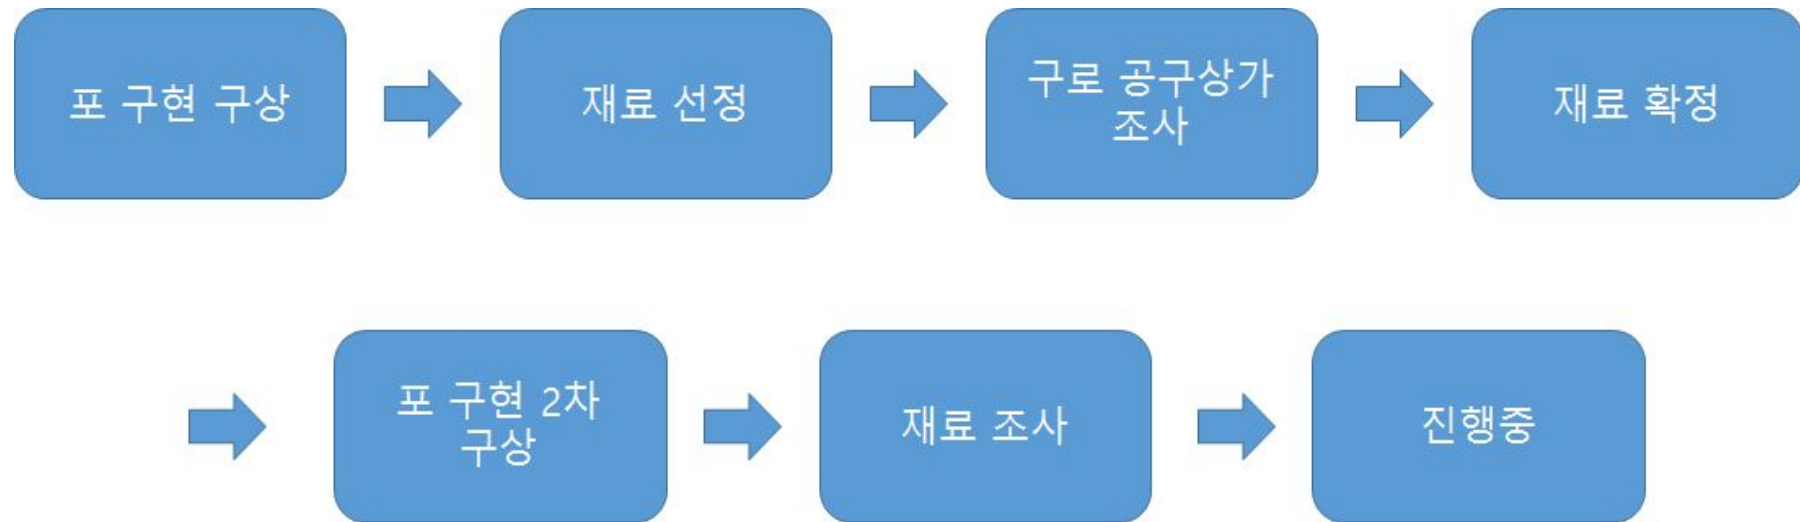 포 구현 구상
재료 선정
구로 공구상가
조사
재료 확정
포 구현 2차
구상
재료 조사
진행중